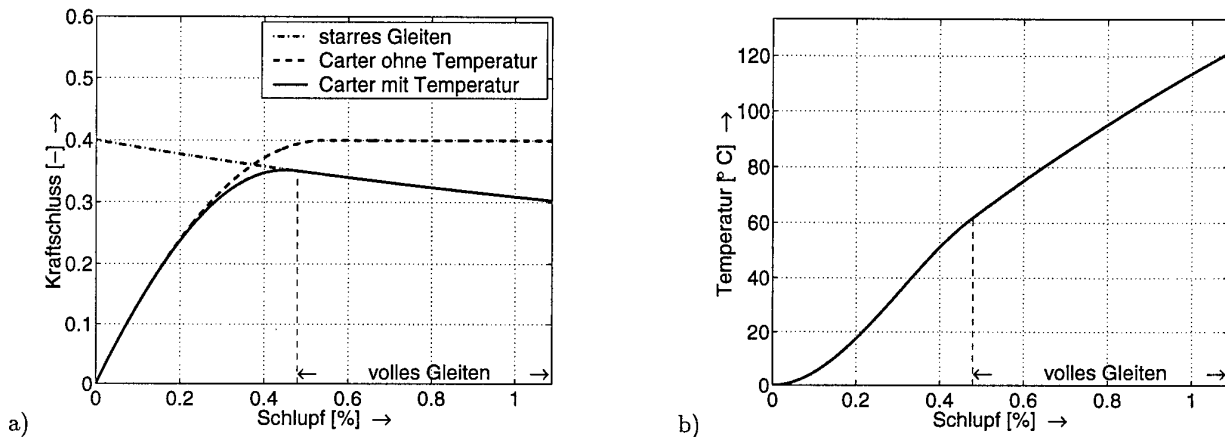 0.6
0.5
0.4
0.3
0.2
0.1
0
Kraftschluss [−] →
starres Gleiten
Carter ohne Temperatur
Carter mit Temperatur
← volles Gleiten →
0 0.2 0.4 0.6 0.8 1
Schlupf [%] →
a)
120
100
80
60
40
20
0
Temperatur [° C] →
← volles Gleiten →
0 0.2 0.4 0.6 0.8 1
Schlupf [%] →
b)